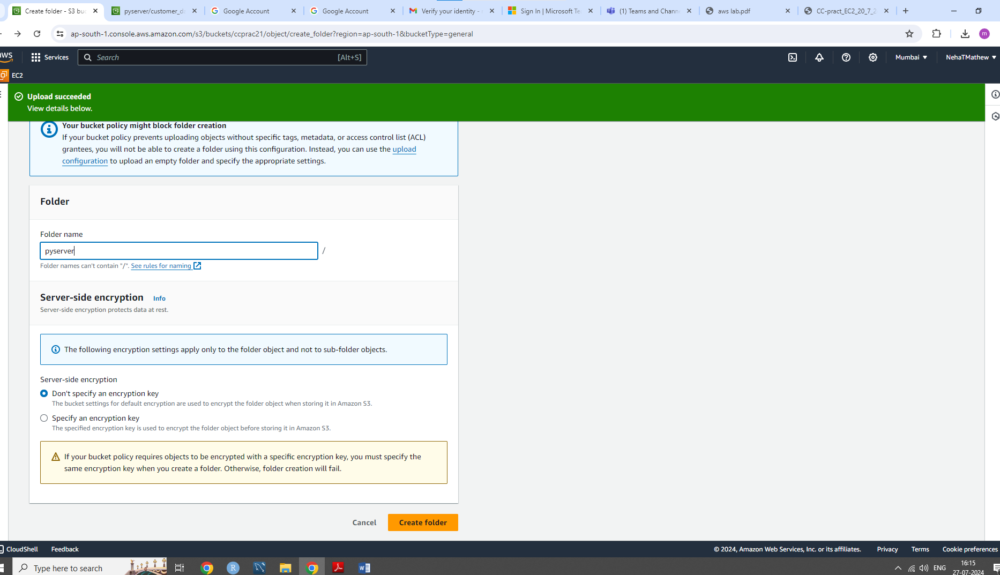 Create folder - S3 buc
pyserver/customer_d
Google Account
Google Account
Verify your identity -
Sign In | Microsoft Te
(1) Teams and Chann
aws lab.pdf
CC-pract_EC2_20_7_2
ap-south-1.console.aws.amazon.com/s3/buckets/ccprac21/object/create_folder?region=ap-south-1&bucketType=general
m
aws
Services
Search
[Alt+S]
Mumbai
NehaTMathew
EC2
Upload succeeded
View details below.
Your bucket policy might block folder creation
If your bucket policy prevents uploading objects without specific tags, metadata, or access control list (ACL)
grantees, you will not be able to create a folder using this configuration. Instead, you can use the upload
configuration to upload an empty folder and specify the appropriate settings.
Folder
Folder name
pyserver /
Folder names can't contain "/". See rules for naming
Server-side encryption Info
Server-side encryption protects data at rest.
The following encryption settings apply only to the folder object and not to sub-folder objects.
Server-side encryption
Don't specify an encryption key
The bucket settings for default encryption are used to encrypt the folder object when storing it in Amazon S3.
Specify an encryption key
The specified encryption key is used to encrypt the folder object before storing it in Amazon S3.
If your bucket policy requires objects to be encrypted with a specific encryption key, you must specify the
same encryption key when you create a folder. Otherwise, folder creation will fail.
Cancel
Create folder
CloudShell
Feedback
© 2024, Amazon Web Services, Inc. or its affiliates.
Privacy
Terms
Cookie preferences
Type here to search
R
W
ENG
16:15
27-07-2024